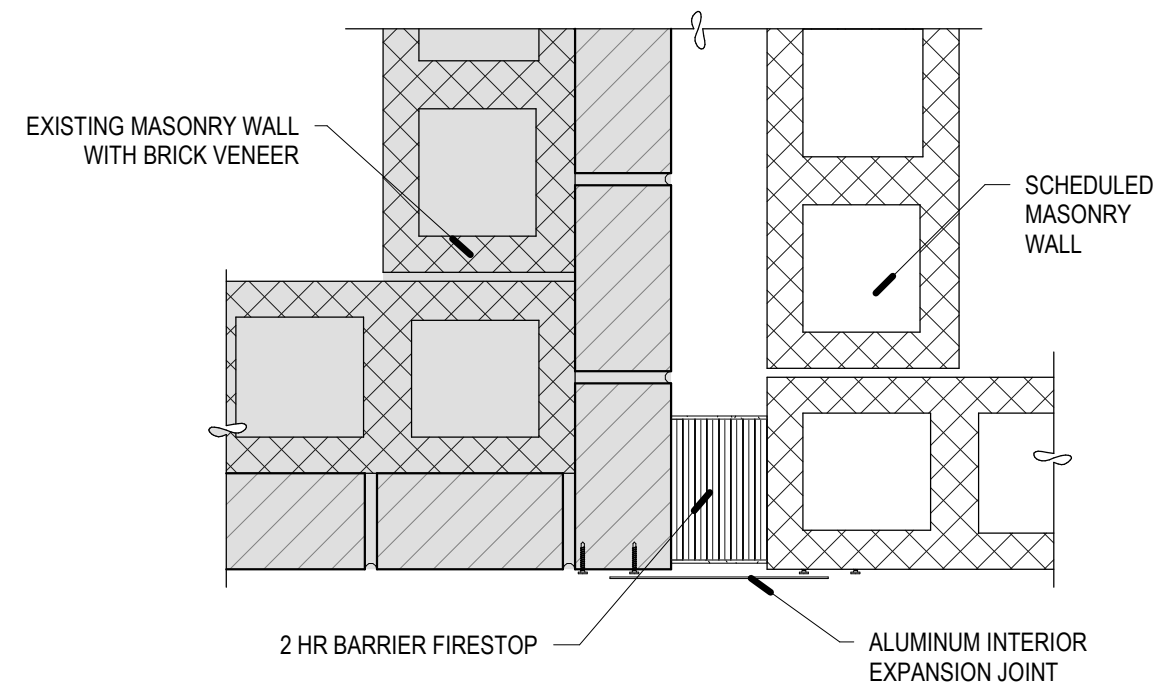 EXISTING MASONRY WALL
WITH BRICK VENEER
SCHEDULED
MASONRY
WALL
2 HR BARRIER FIRESTOP
ALUMINUM INTERIOR
EXPANSION JOINT